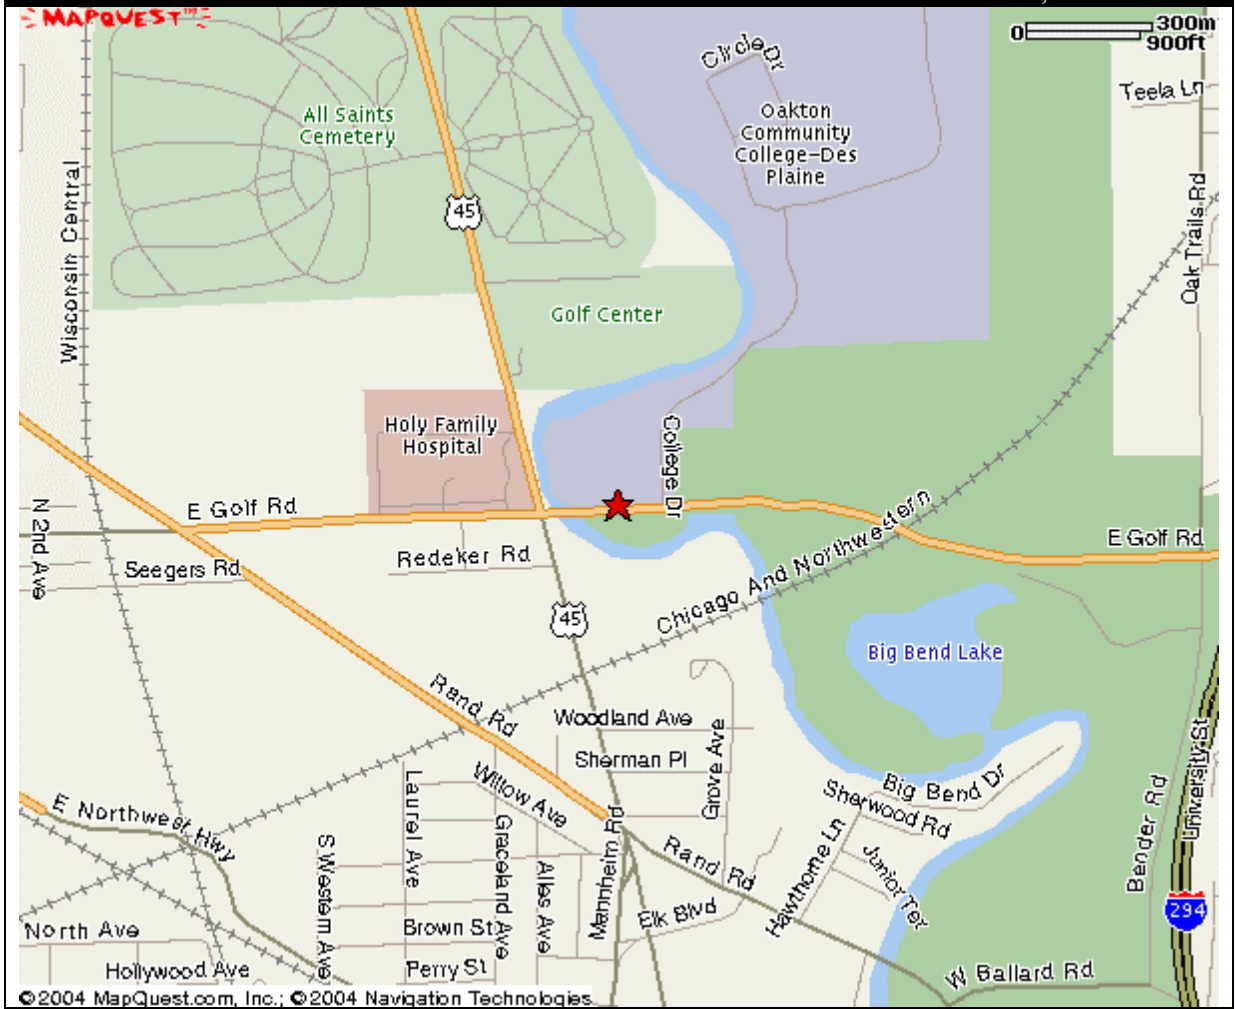 MAPQUEST
TM
0
300m
900ft
Circle Dr
Teela Ln
All Saints
Cemetery
Oakton
Community
College-Des
Plaine
Wisconsin Central
45
Oak Trails Rd
Golf Center
Holy Family
Hospital
College Dr
N 2nd Ave
E Golf Rd
Chicago And Northwestern
E Golf Rd
Seegers Rd
Redeker Rd
45
Big Bend Lake
Rand Rd
Woodland Ave
Sherman Pl
Grove Ave
Willow Ave
Laurel Ave
Big Bend Dr
Sherwood Rd
University St
Bender Rd
E Northwest Hwy
S Western Ave
Graceland Ave
Alles Ave
Mannheim Rd
Rand Rd
Hawthorne Ln
Junior Ter
Elk Blvd
294
North Ave
Brown St
Hollywood Ave
Perry St
W Ballard Rd
©2004 MapQuest.com, Inc.; ©2004 Navigation Technologies